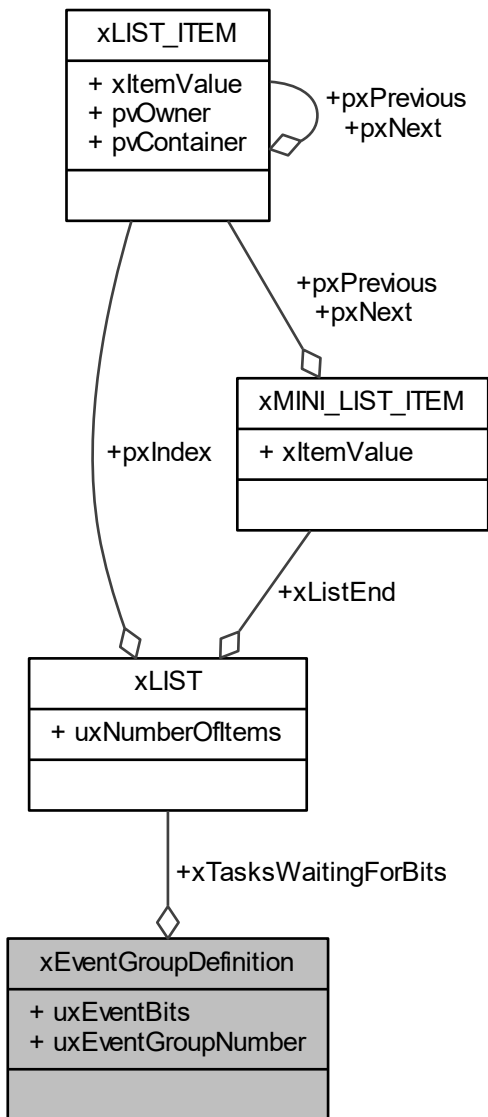 xLIST_ITEM
+ xItemValue
+ pvOwner
+ pvContainer
+pxPrevious
+pxNext
+pxPrevious
+pxNext
xMINI_LIST_ITEM
+ xItemValue
+pxIndex
+xListEnd
xLIST
+ uxNumberOfItems
+xTasksWaitingForBits
xEventGroupDefinition
+ uxEventBits
+ uxEventGroupNumber